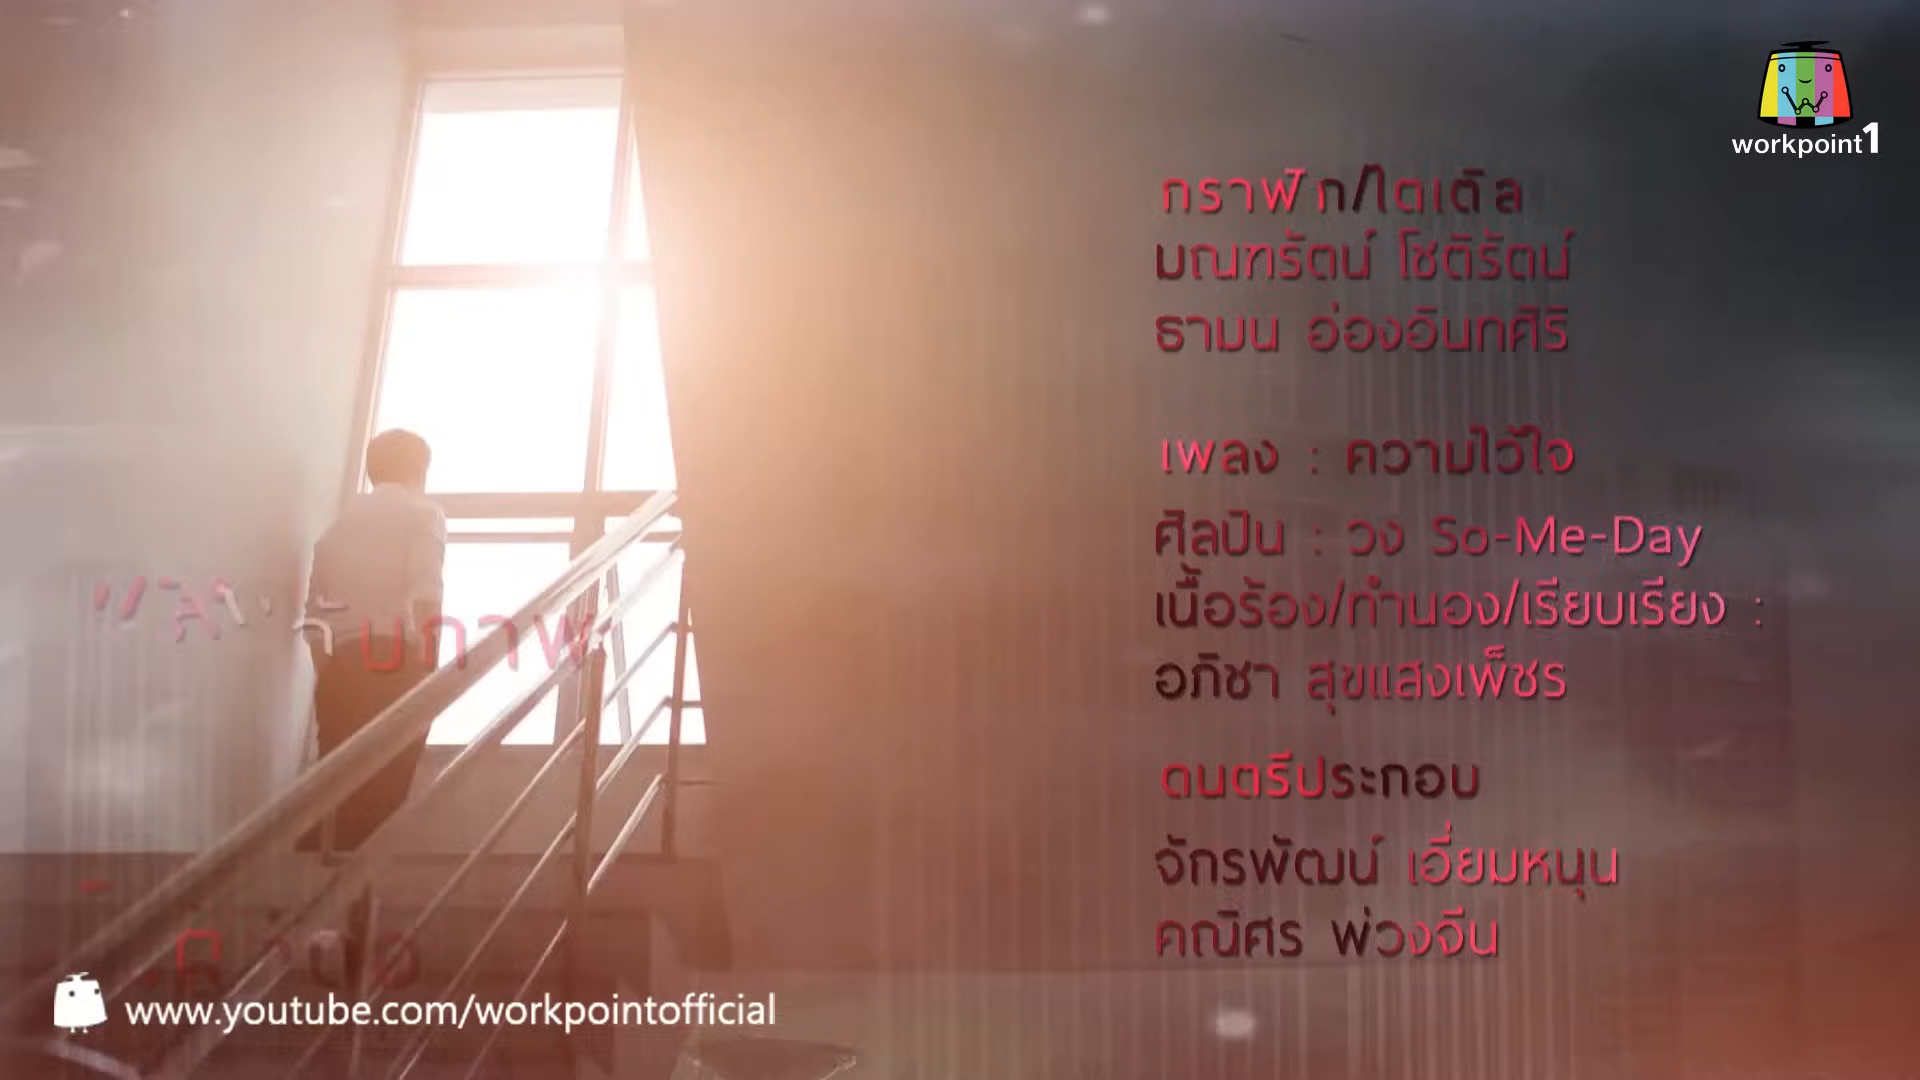 workpoint1
กราฟิก/ไตเติล
มณฑรัตน์ โชติรัตน์
ธามน อ่องอินทศิริ
เพลง : ความไว้ใจ
ศิลปิน : วง So-Me-Day
เนื้อร้อง/ทำนอง/เรียบเรียง :
อภิชา สุขแสงเพ็ชร
ดนตรีประกอบ
จักรพัฒน์ เอี่ยมหนุน
คณิศร พ่วงจีน
www.youtube.com/workpointofficial